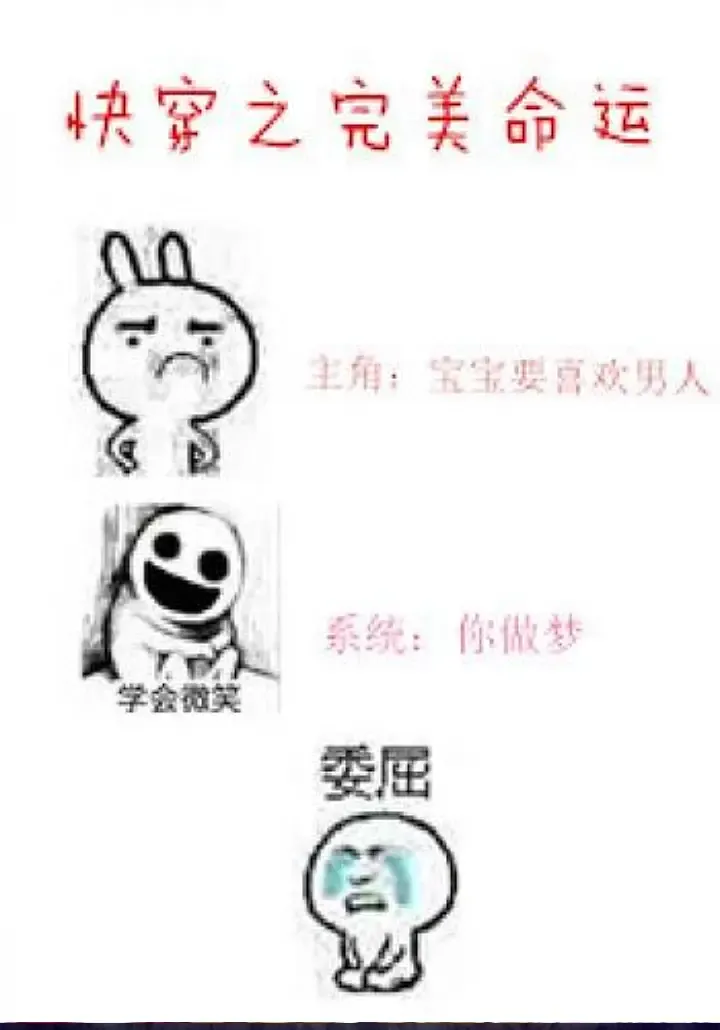 快穿之完美命运
主角：宝宝要喜欢男人
系统：你做梦
学会微笑
委屈